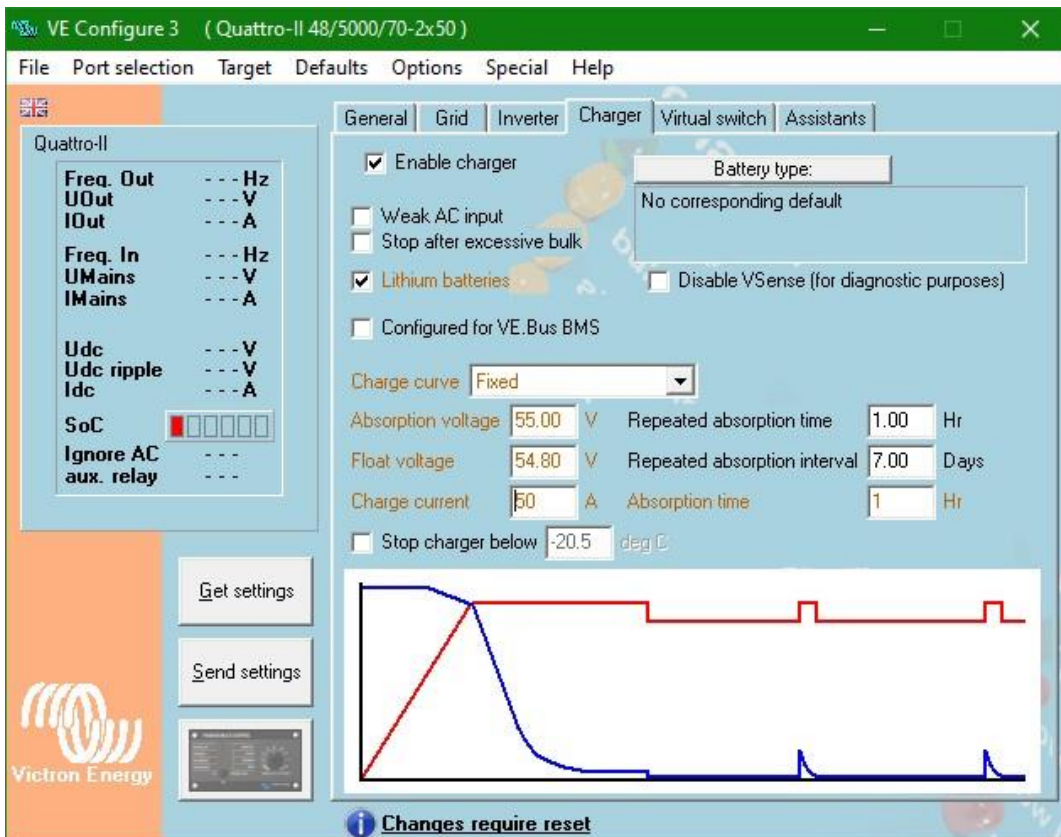 VE Configure 3 ( Quattro-II 48/5000/70-2x50 )
File Port selection Target Defaults Options Special Help
Quattro-II
Freq. Out - - - Hz
UOut - - - V
IOut - - - A
Freq. In - - - Hz
UMains - - - V
IMains - - - A
Udc - - - V
Udc ripple - - - V
Idc - - - A
SoC
Ignore AC - - -
aux. relay - - -
Get settings
Send settings
Victron Energy
General Grid Inverter Charger Virtual switch Assistants
Enable charger
Battery type:
No corresponding default
Weak AC input
Stop after excessive bulk
Lithium batteries
Disable VSense (for diagnostic purposes)
Configured for VE.Bus BMS
Charge curve Fixed
Absorption voltage 55.00 V Repeated absorption time 1.00 Hr
Float voltage 54.80 V Repeated absorption interval 7.00 Days
Charge current 50 A Absorption time 1 Hr
Stop charger below -20.5 deg C
Changes require reset